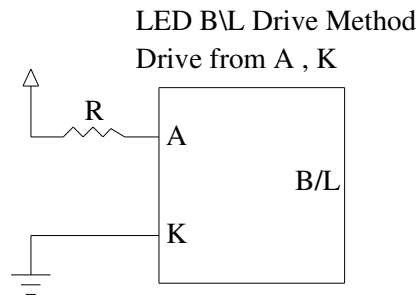 LED B\L Drive Method
Drive from A , K
R
A
B/L
K